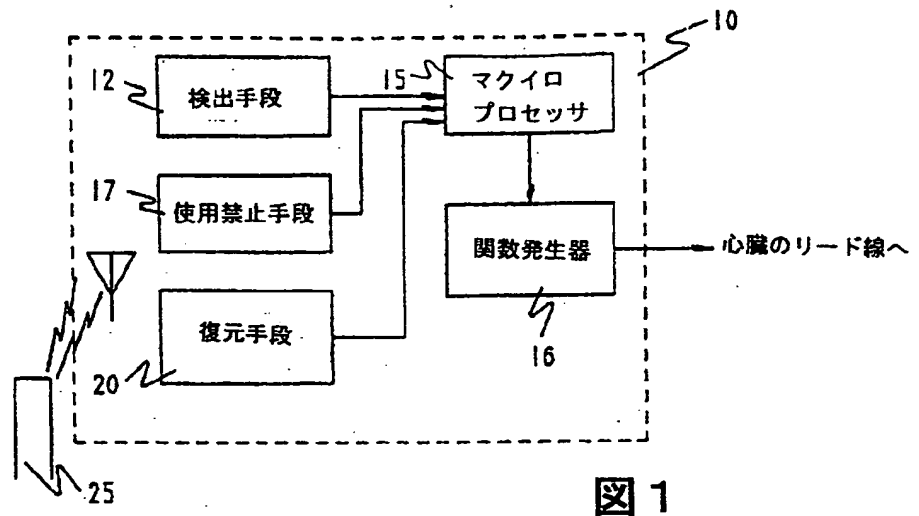 10
12
検出手段
15
マクイロ
プロセッサ
17
使用禁止手段
関数発生器
心臓のリード線へ
16
復元手段
20
25
図1